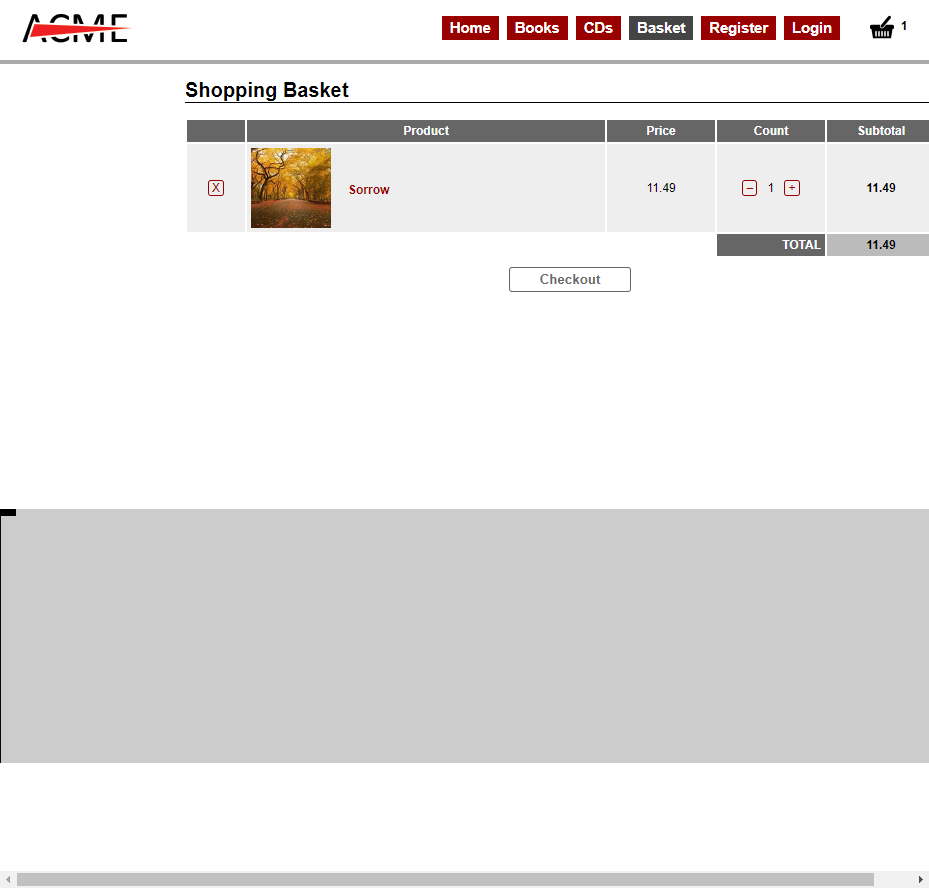 ACME
Home Books CDs Basket Register Login 1
Shopping Basket
Product Price Count Subtotal
X Sorrow 11.49 – 1 + 11.49
TOTAL 11.49
Checkout